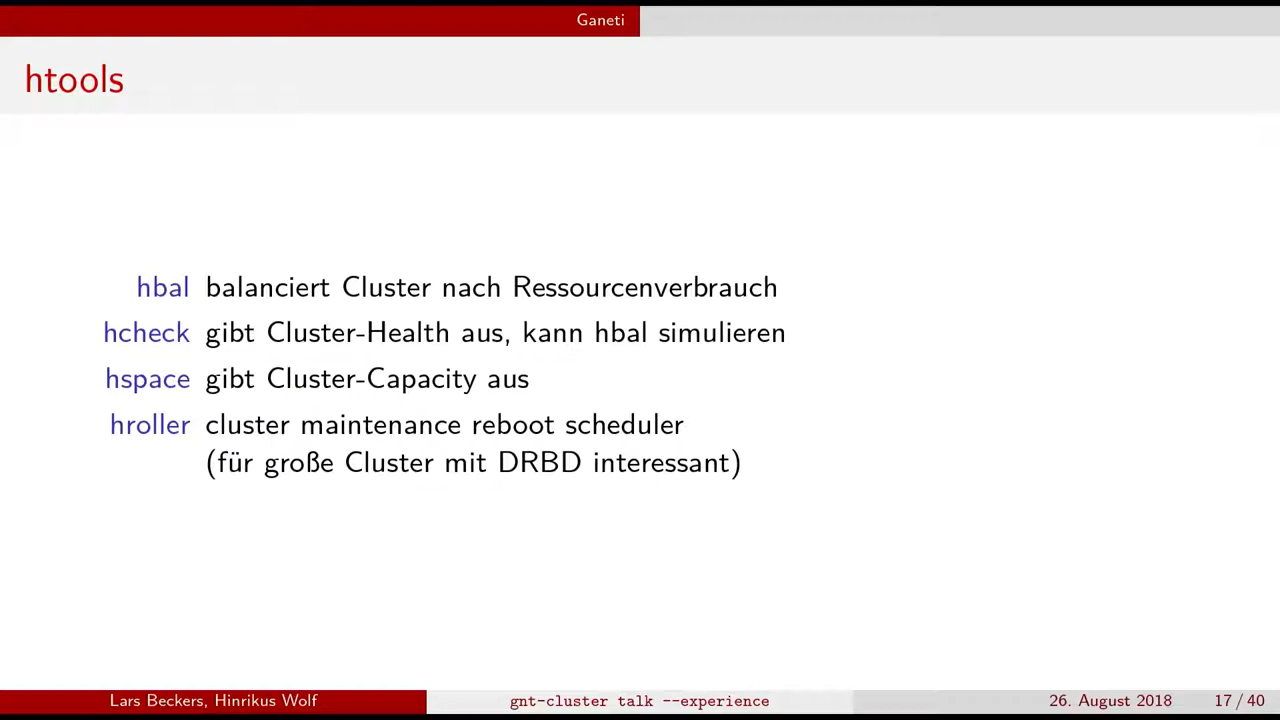 Ganeti
htools
hbal balanciert Cluster nach Ressourcenverbrauch
hcheck gibt Cluster-Health aus, kann hbal simulieren
hspace gibt Cluster-Capacity aus
hroller cluster maintenance reboot scheduler
(für große Cluster mit DRBD interessant)
Lars Beckers, Hinrikus Wolf gnt-cluster talk --experience 26. August 2018 17 / 40